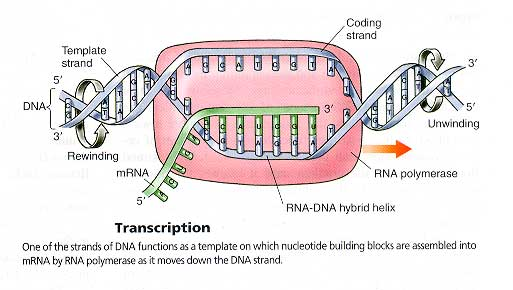 Coding
strand
Template
strand
5'
3'
DNA
5'
3'
Unwinding
3'
Rewinding
RNA polymerase
mRNA
5'
RNA-DNA hybrid helix
Transcription
One of the strands of DNA functions as a template on which nucleotide building blocks are assembled into
mRNA by RNA polymerase as it moves down the DNA strand.